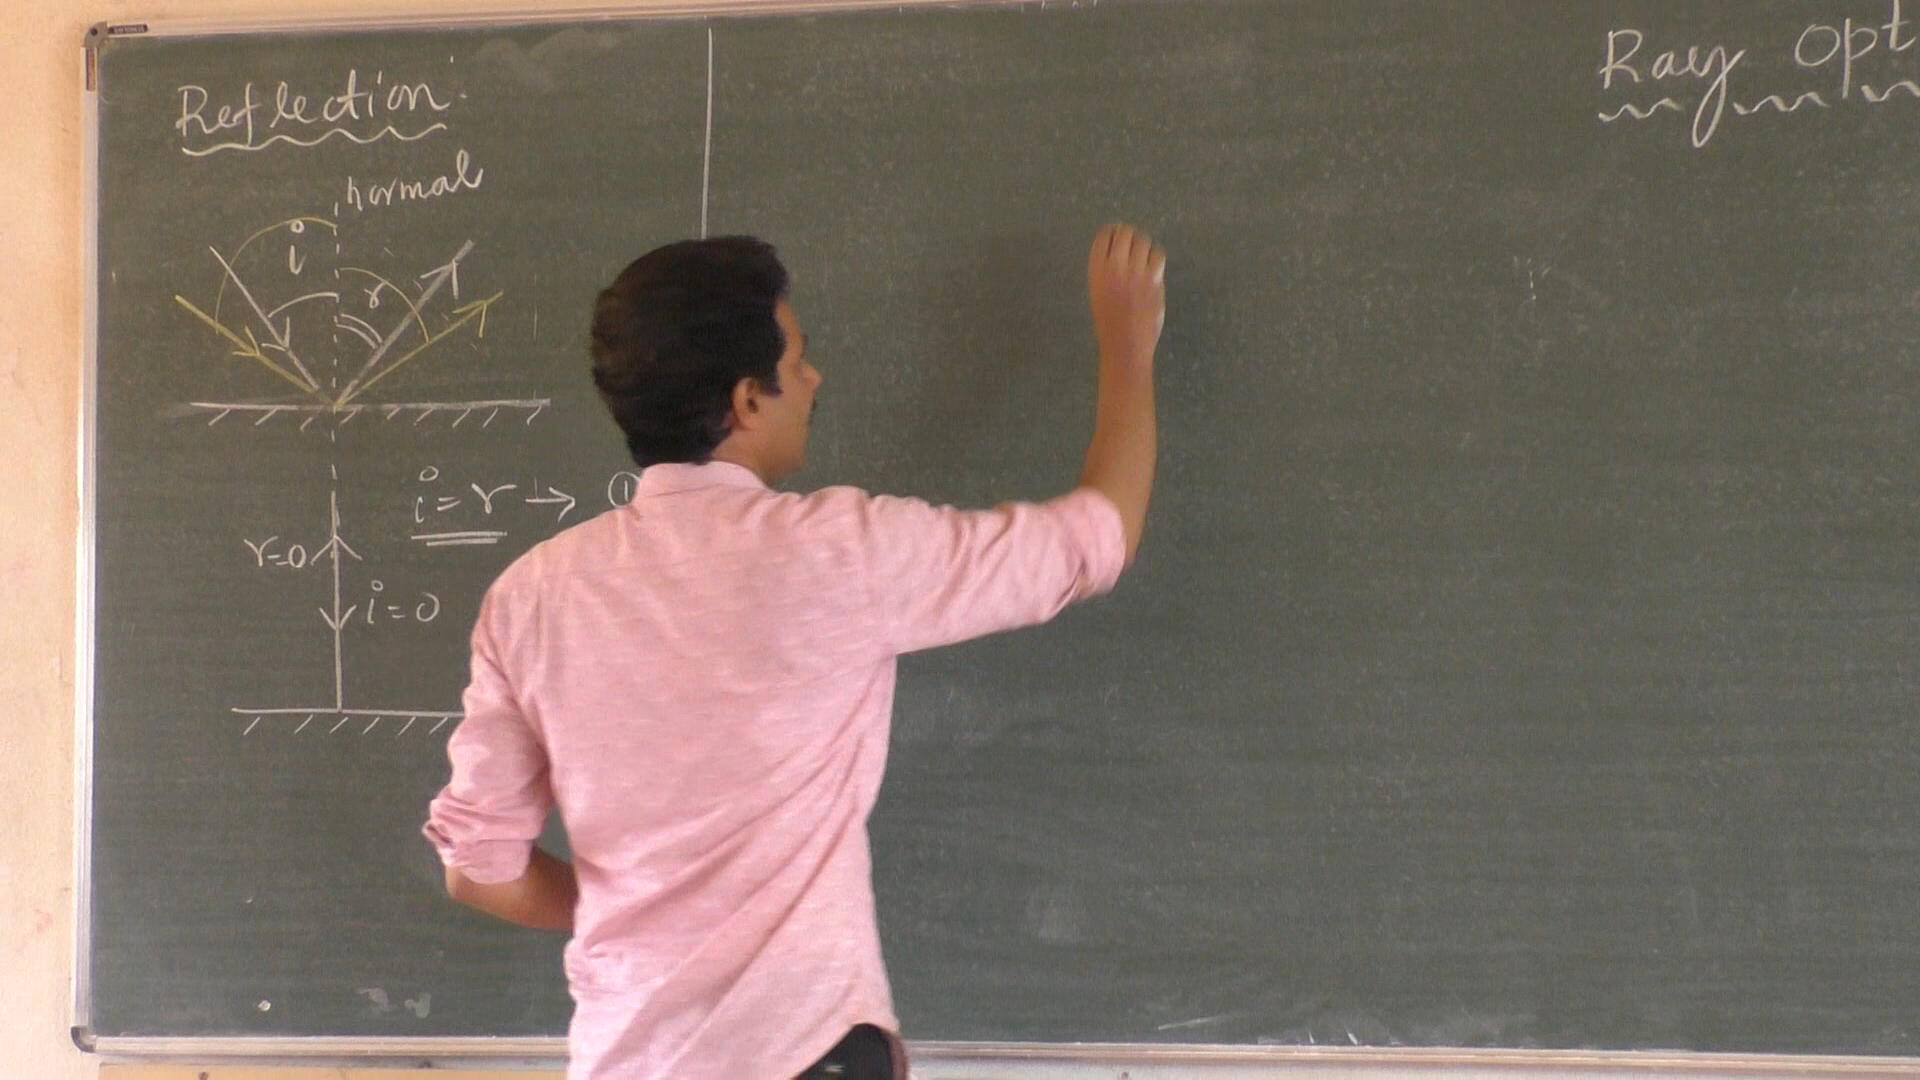 Reflection:
normal
i
r
i = r → ①
r=0
i=0
Ray Opt